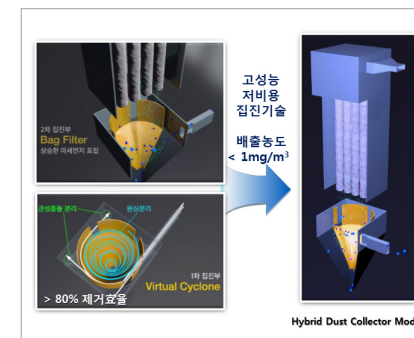 2차 집진부
Bag Filter
상승한 미세먼지 포집
고성능
저비용
집진기술
배출농도
< 1mg/m³
관성충돌 분리
원심분리
1차 집진부
Virtual Cyclone
> 80% 제거효율
Hybrid Dust Collector Mod